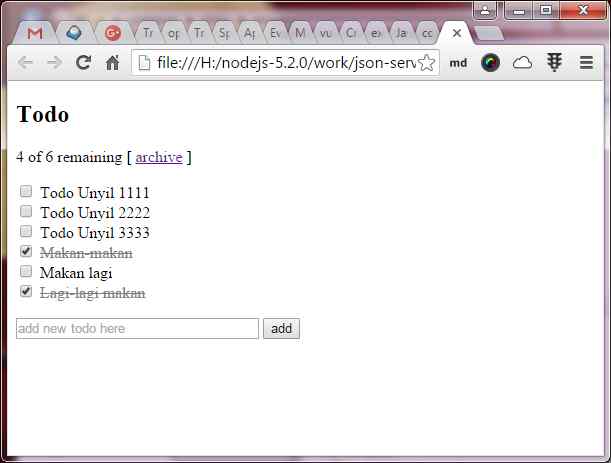 Tr
op
Tr
Sp
Ap
Ev
M
vu
Cr
ex
Ja
cc
file:///H:/nodejs-5.2.0/work/json-serv
md
Todo
4 of 6 remaining [ archive ]
Todo Unyil 1111
Todo Unyil 2222
Todo Unyil 3333
Makan-makan
Makan lagi
Lagi-lagi makan
add new todo here
add